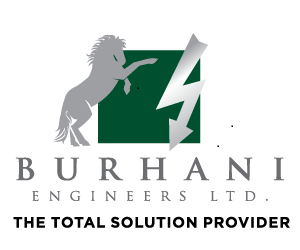 BURHANI
ENGINEERS LTD.
THE TOTAL SOLUTION PROVIDER